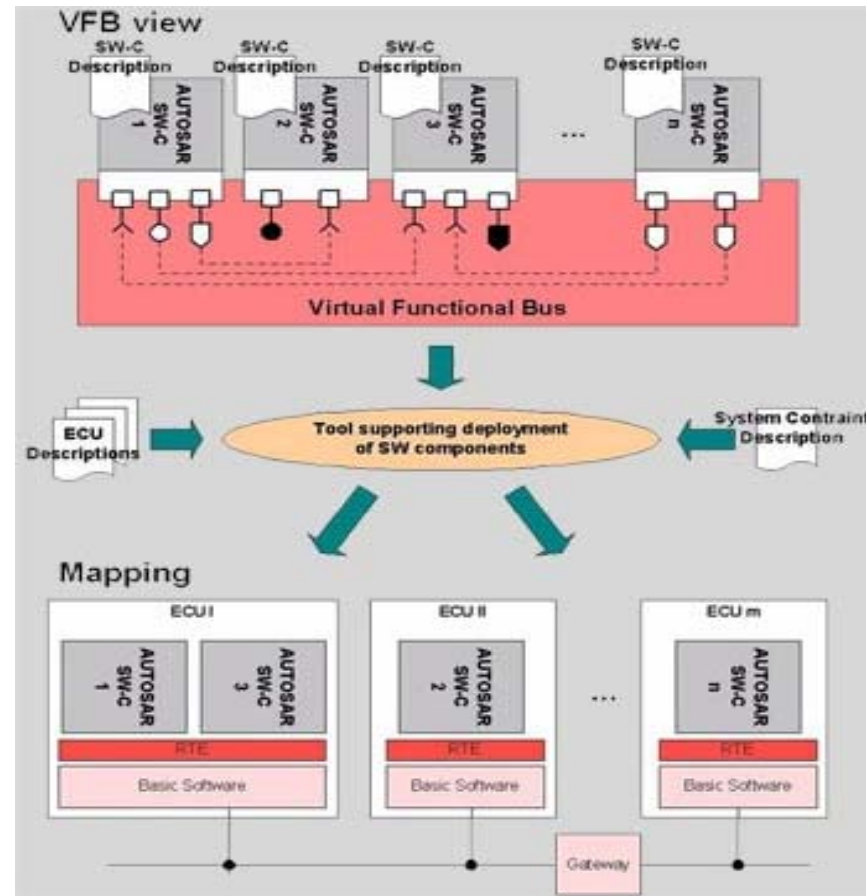 VFB view
SW-C
Description
AUTOSAR
SW-C
1
SW-C
Description
AUTOSAR
SW-C
2
SW-C
Description
AUTOSAR
SW-C
3
...
SW-C
Description
AUTOSAR
SW-C
n
Virtual Functional Bus
ECU
Descriptions
Tool supporting deployment
of SW components
System Contraint
Description
Mapping
ECU I
AUTOSAR
SW-C
1
AUTOSAR
SW-C
3
RTE
Basic Software
ECU II
AUTOSAR
SW-C
2
RTE
Basic Software
...
ECU m
AUTOSAR
SW-C
n
RTE
Basic Software
Gateway